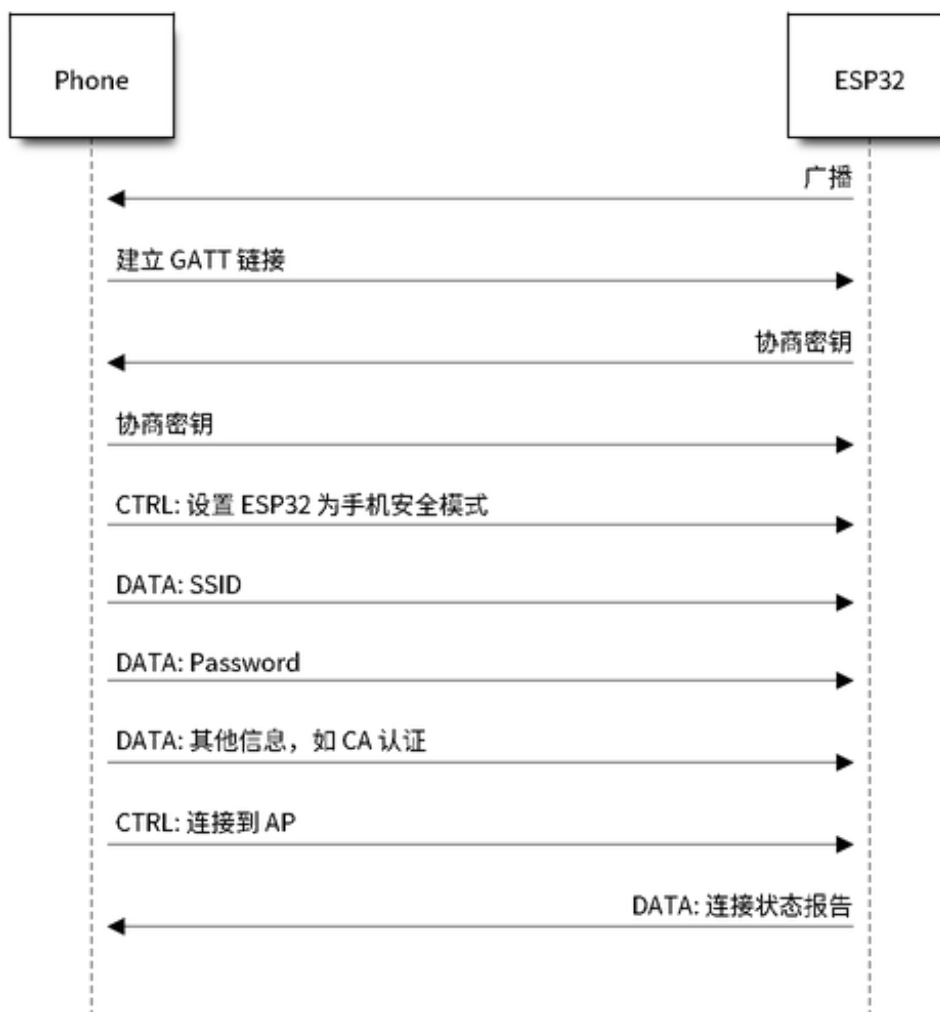 Phone
ESP32
广播
建立 GATT 链接
协商密钥
协商密钥
CTRL: 设置 ESP32 为手机安全模式
DATA: SSID
DATA: Password
DATA: 其他信息，如 CA 认证
CTRL: 连接到 AP
DATA: 连接状态报告